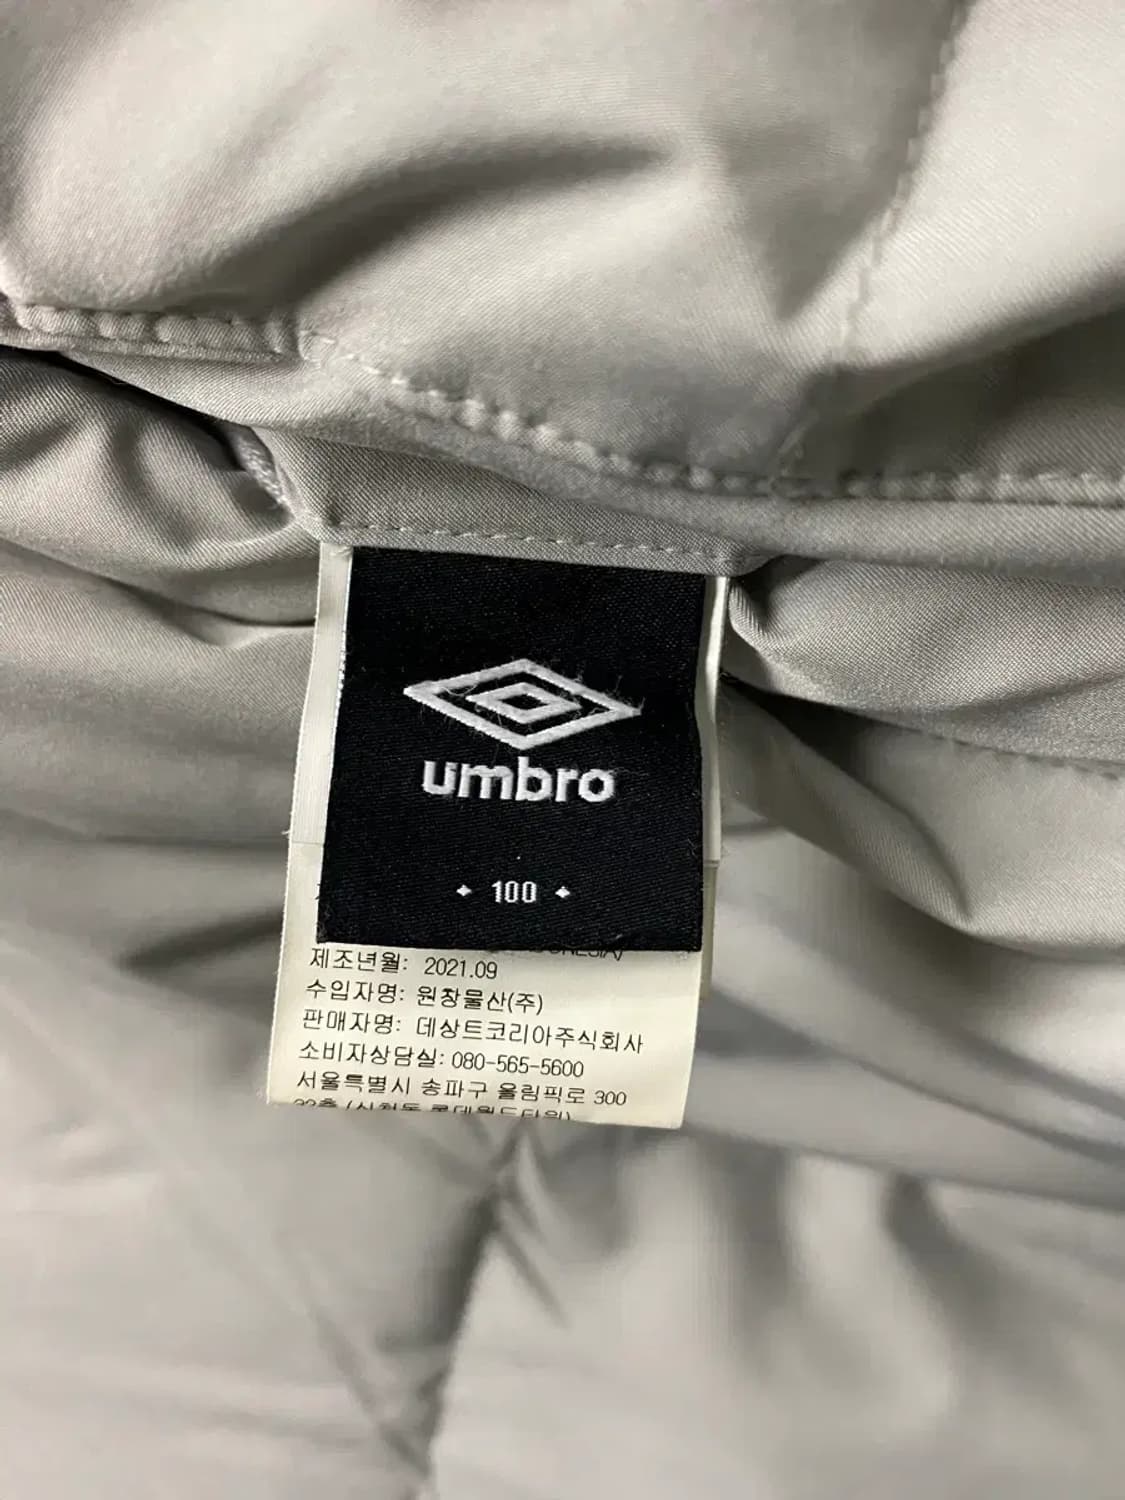 umbro
100
제조년월: 2021.09
수입자명: 원창물산(주)
판매자명: 데상트코리아주식회사
소비자상담실: 080-565-5600
서울특별시 송파구 올림픽로 300